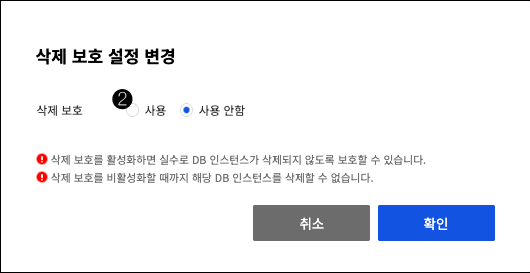 삭제 보호 설정 변경
삭제 보호 ❷ 사용 사용 안함
삭제 보호를 활성화하면 실수로 DB 인스턴스가 삭제되지 않도록 보호할 수 있습니다.
삭제 보호를 비활성화할 때까지 해당 DB 인스턴스를 삭제할 수 없습니다.
취소 확인